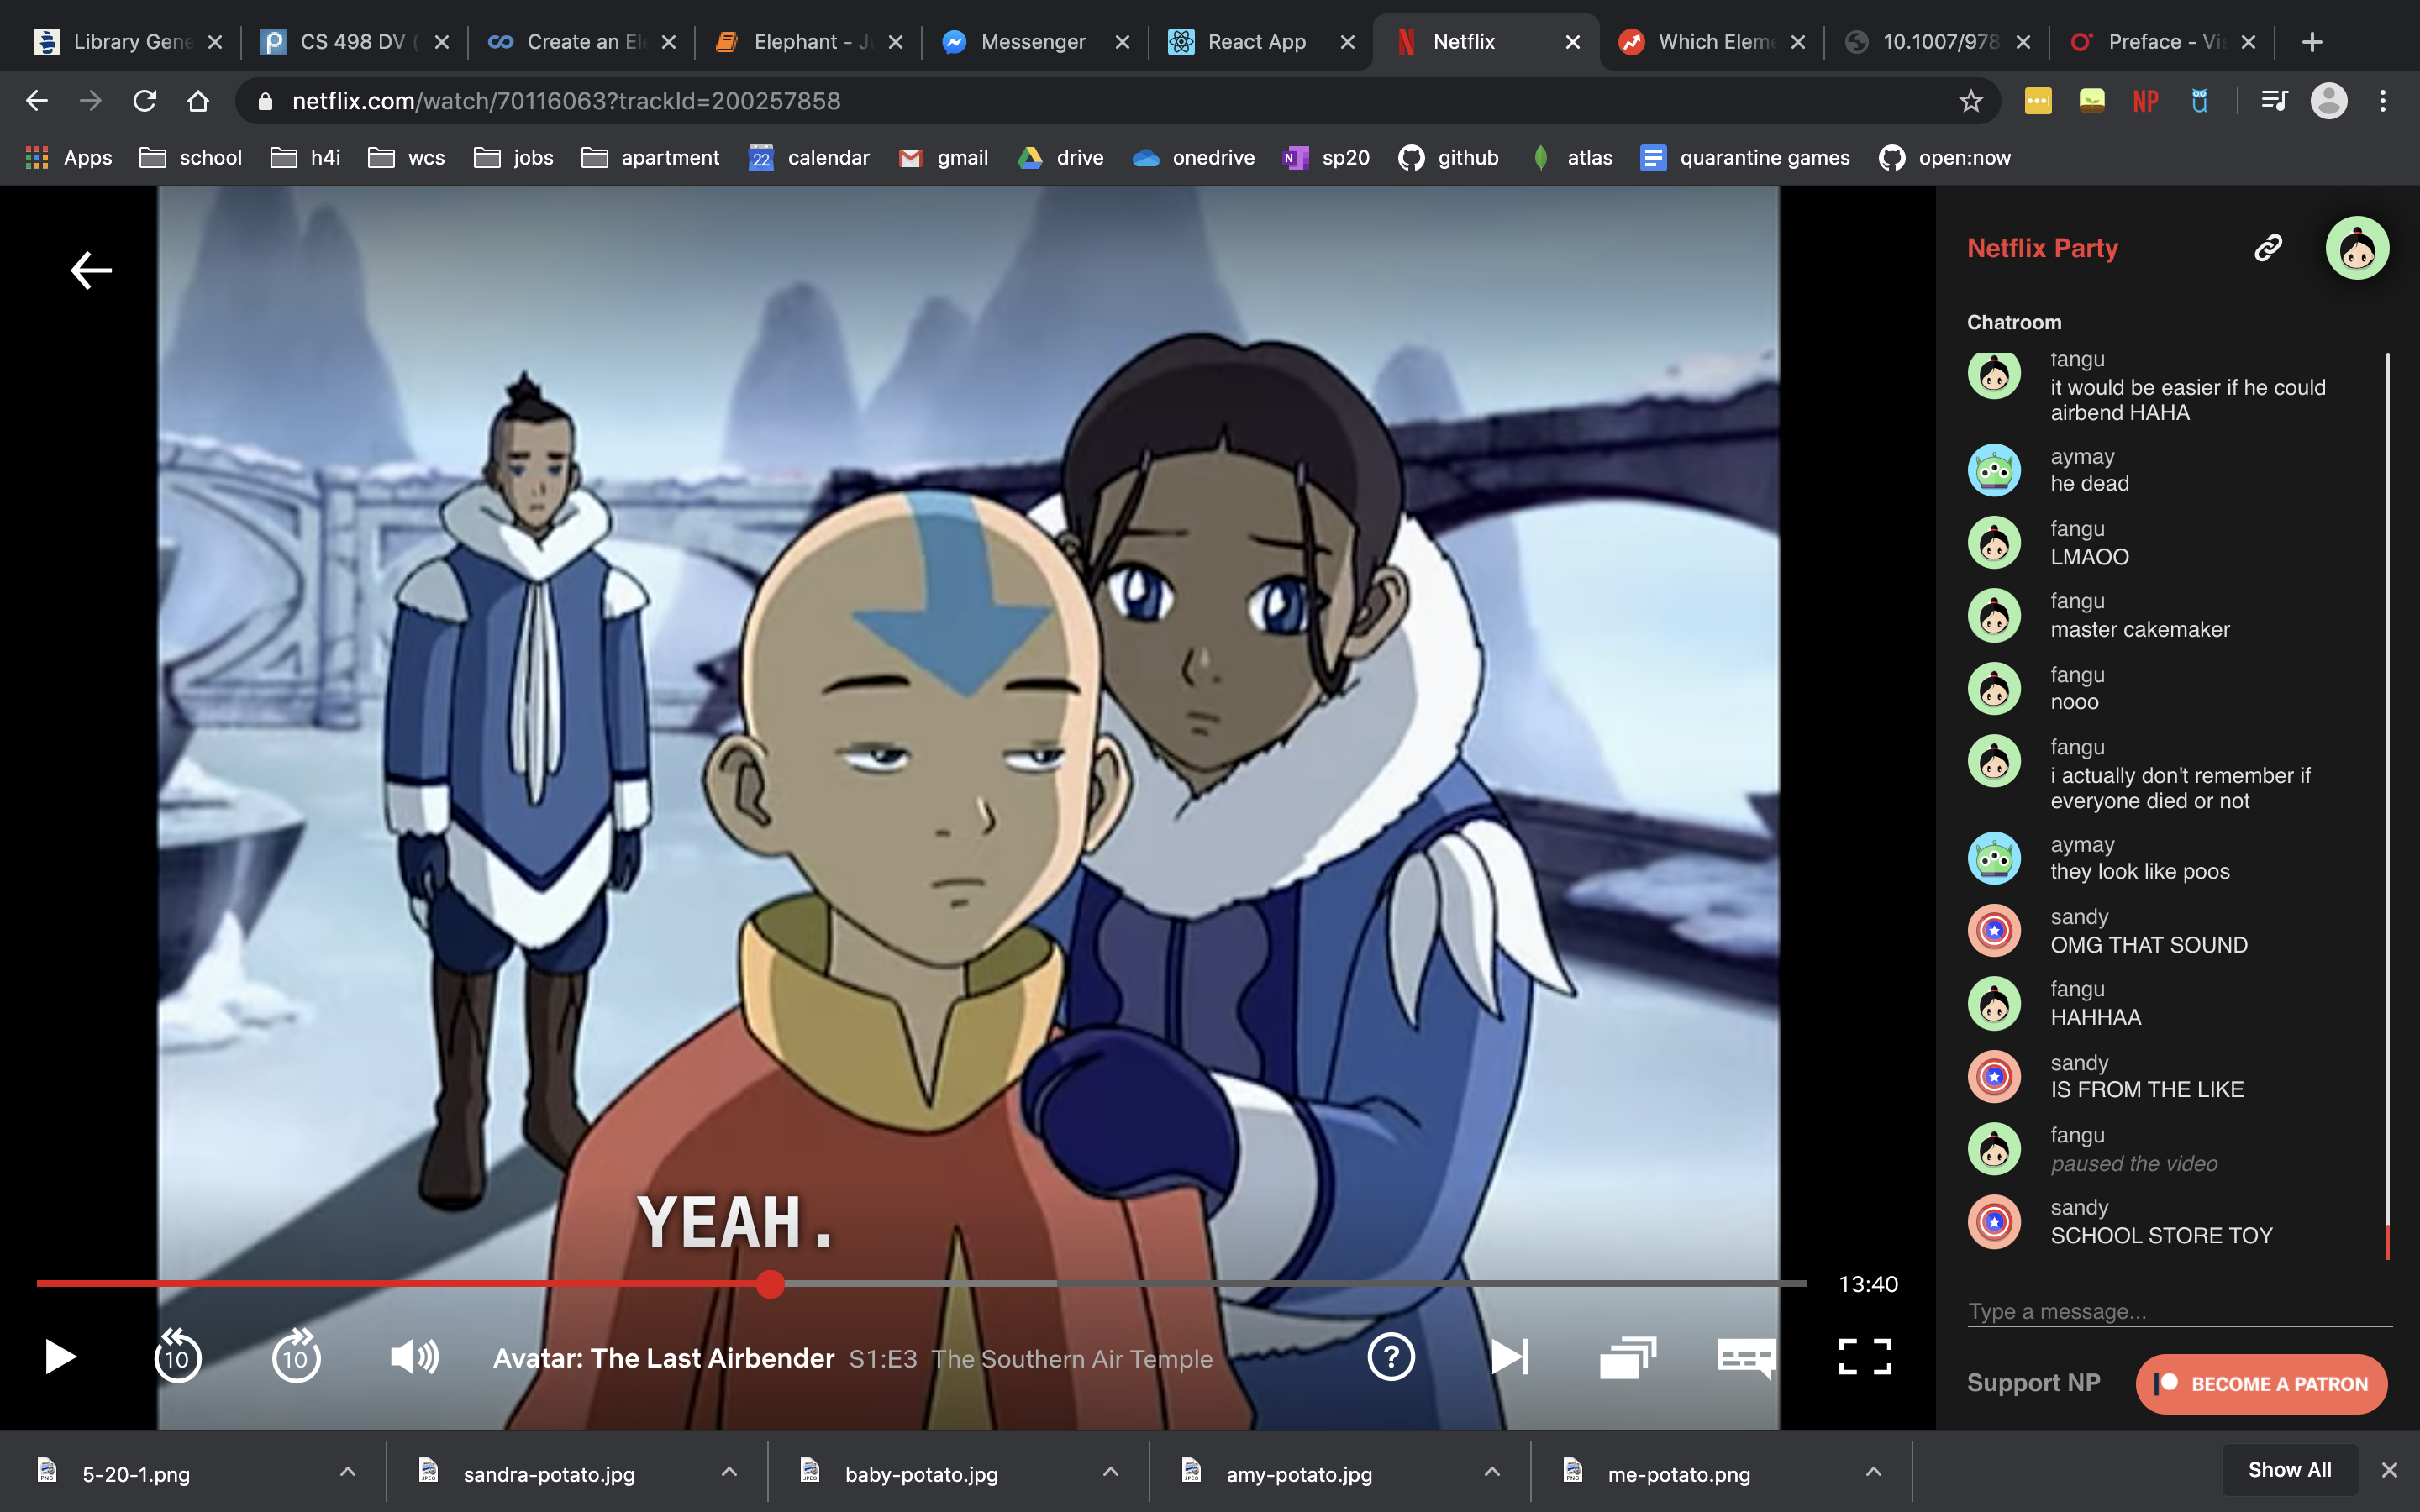 Library Gene
CS 498 DV (
Create an Ele
Elephant - Ju
Messenger
React App
Netflix
Which Eleme
10.1007/978
Preface - Vis
netflix.com/watch/70116063?trackId=200257858
NP
Apps
school
h4i
wcs
jobs
apartment
22
calendar
gmail
drive
onedrive
sp20
github
atlas
quarantine games
open:now
Netflix Party
Chatroom
fangu
it would be easier if he could
airbend HAHA
aymay
he dead
fangu
LMAOO
fangu
master cakemaker
fangu
nooo
fangu
i actually don't remember if
everyone died or not
aymay
they look like poos
sandy
OMG THAT SOUND
fangu
HAHHAA
sandy
IS FROM THE LIKE
fangu
paused the video
sandy
SCHOOL STORE TOY
YEAH.
13:40
Type a message...
10
10
Avatar: The Last Airbender S1:E3 The Southern Air Temple
?
Support NP
BECOME A PATRON
5-20-1.png
sandra-potato.jpg
baby-potato.jpg
amy-potato.jpg
me-potato.png
Show All